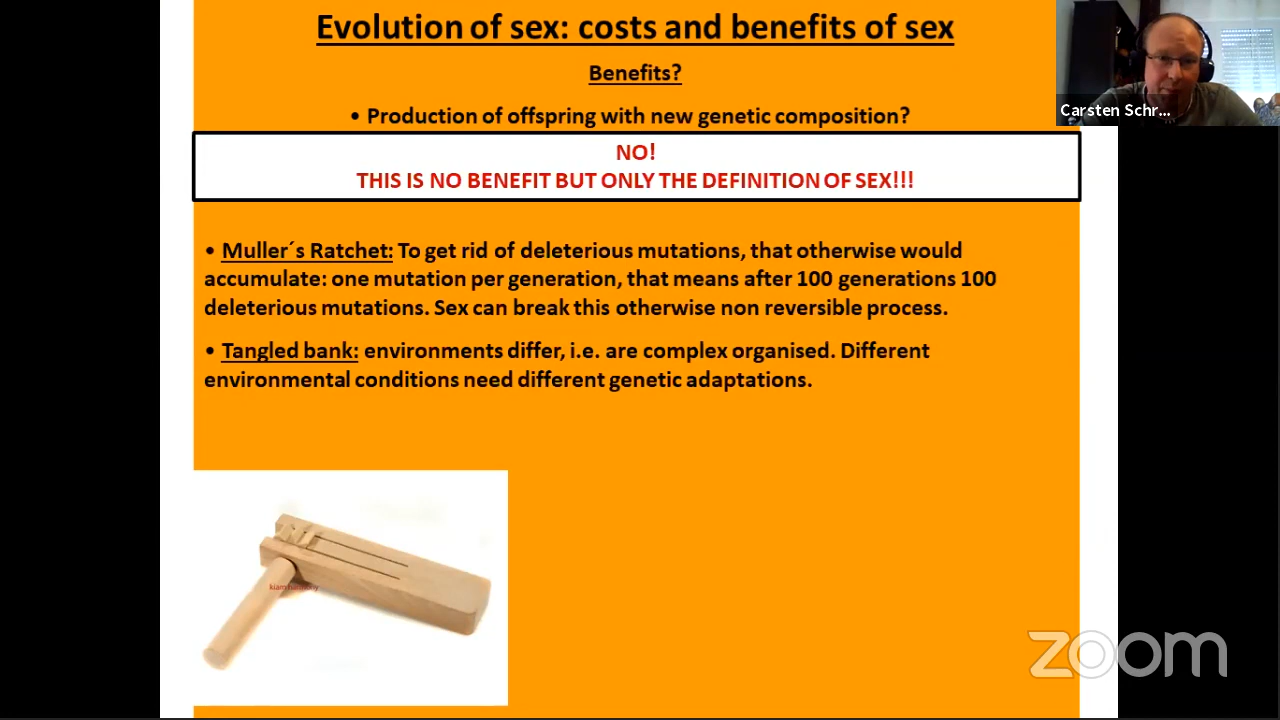 Evolution of sex: costs and benefits of sex
Benefits?
• Production of offspring with new genetic composition?
NO!
THIS IS NO BENEFIT BUT ONLY THE DEFINITION OF SEX!!!
• Muller´s Ratchet: To get rid of deleterious mutations, that otherwise would
accumulate: one mutation per generation, that means after 100 generations 100
deleterious mutations. Sex can break this otherwise non reversible process.
• Tangled bank: environments differ, i.e. are complex organised. Different
environmental conditions need different genetic adaptations.
Carsten Schr...
kiam harmony
zoom